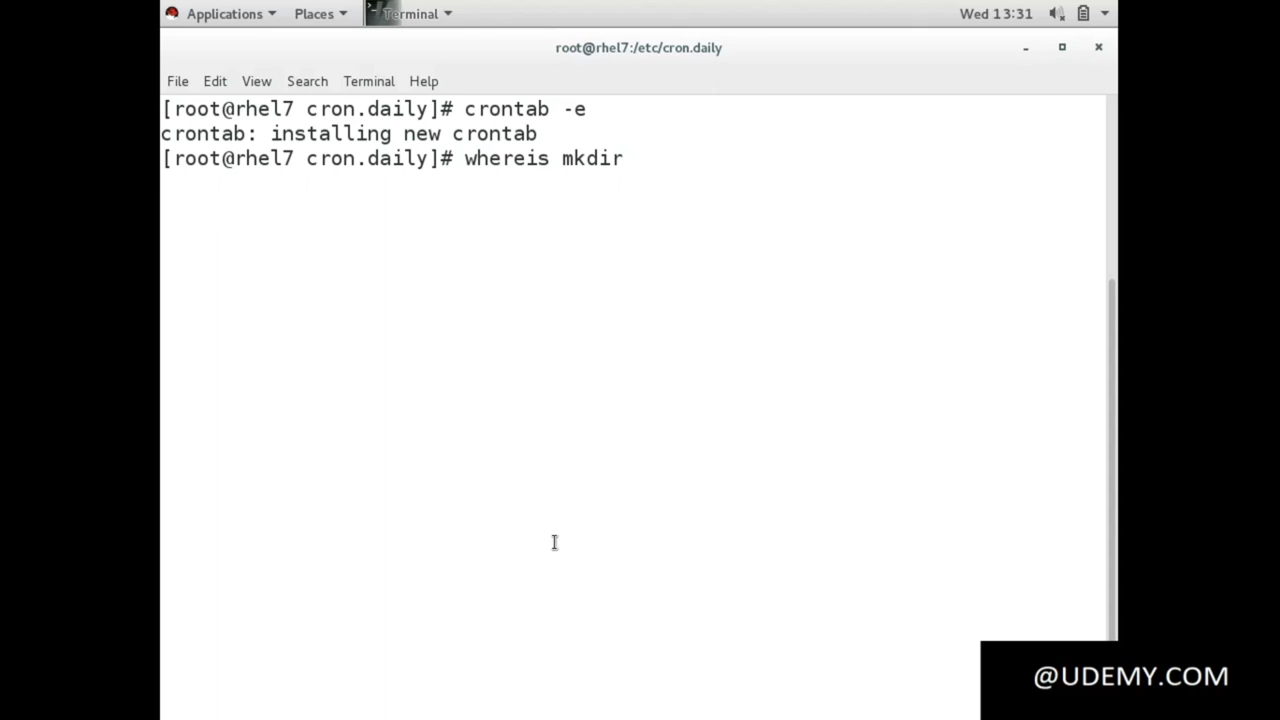 Applications Places Terminal Wed 13:31
root@rhel7:/etc/cron.daily
File Edit View Search Terminal Help
[root@rhel7 cron.daily]# crontab -e
crontab: installing new crontab
[root@rhel7 cron.daily]# whereis mkdir
@UDEMY.COM